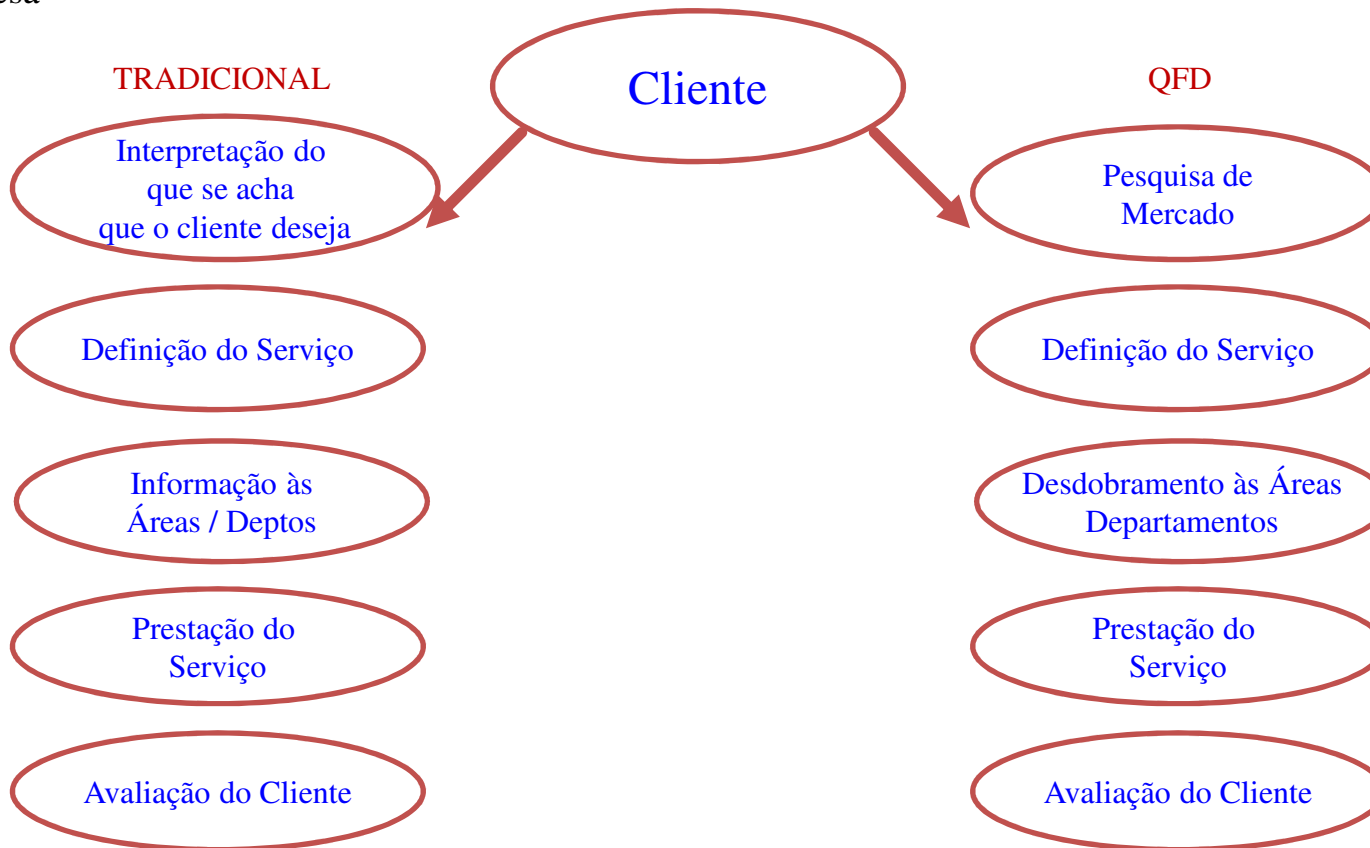 Cliente
TRADICIONAL
Interpretação do
que se acha
que o cliente deseja
Definição do Serviço
Informação às
Áreas / Deptos
Prestação do
Serviço
Avaliação do Cliente
QFD
Pesquisa de
Mercado
Definição do Serviço
Desdobramento às Áreas
Departamentos
Prestação do
Serviço
Avaliação do Cliente